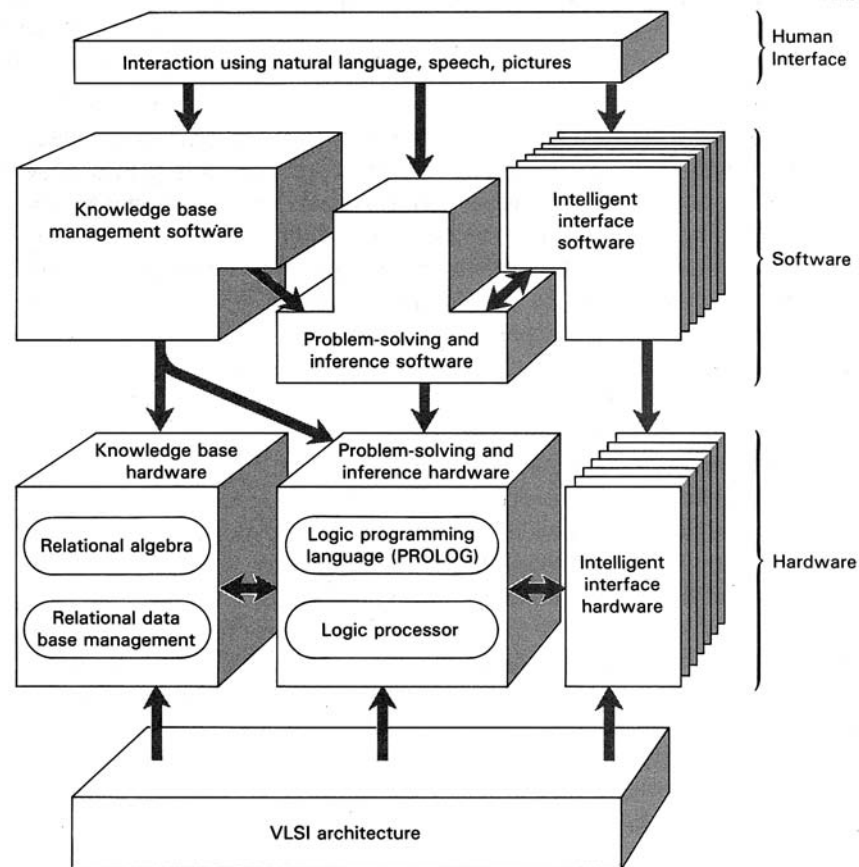 Interaction using natural language, speech, pictures
Human
Interface
Knowledge base
management software
Intelligent
interface
software
Software
Problem-solving and
inference software
Knowledge base
hardware
Problem-solving and
inference hardware
Relational algebra
Logic programming
language (PROLOG)
Intelligent
interface
hardware
Hardware
Relational data
base management
Logic processor
VLSI architecture